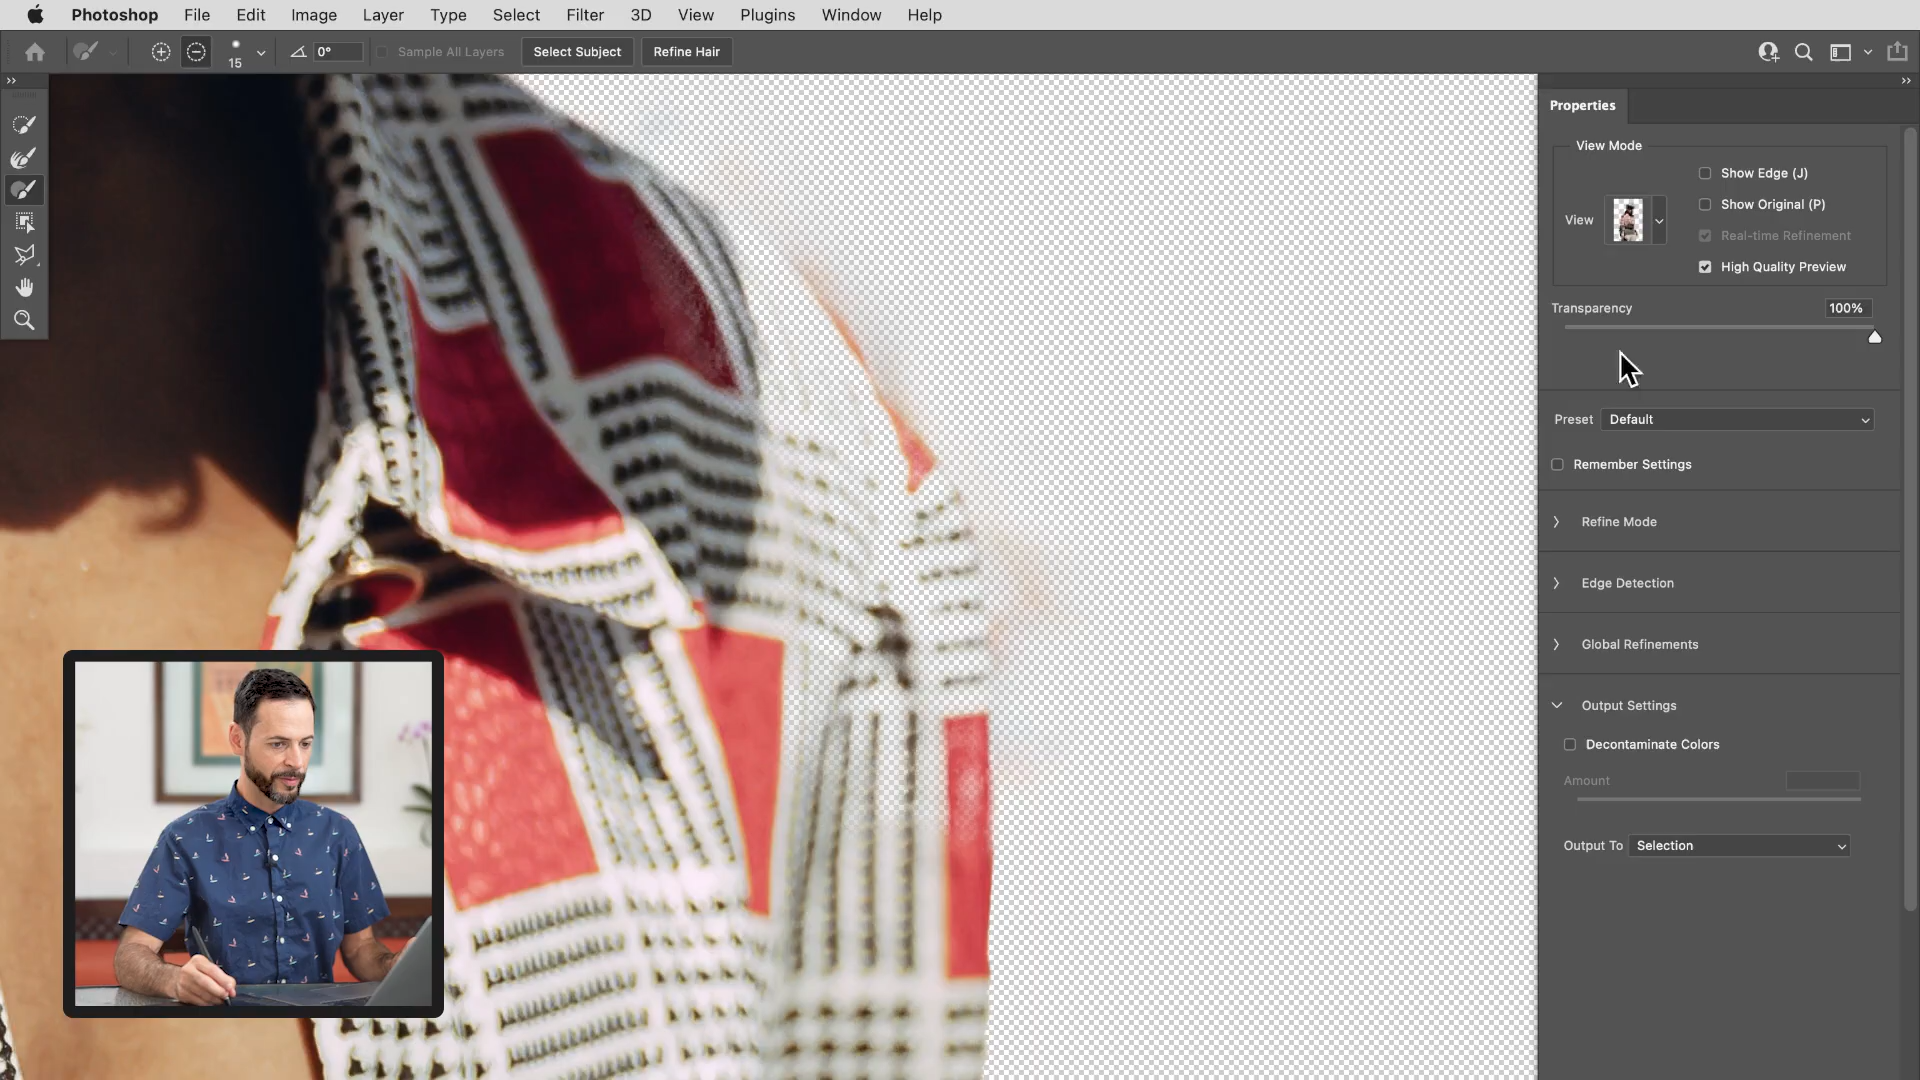 Photoshop File Edit Image Layer Type Select Filter 3D View Plugins Window Help
15 0° Sample All Layers Select Subject Refine Hair
Properties
View Mode
Show Edge (J)
Show Original (P)
View
Real-time Refinement
High Quality Preview
Transparency 100%
Preset Default
Remember Settings
Refine Mode
Edge Detection
Global Refinements
Output Settings
Decontaminate Colors
Amount
Output To Selection